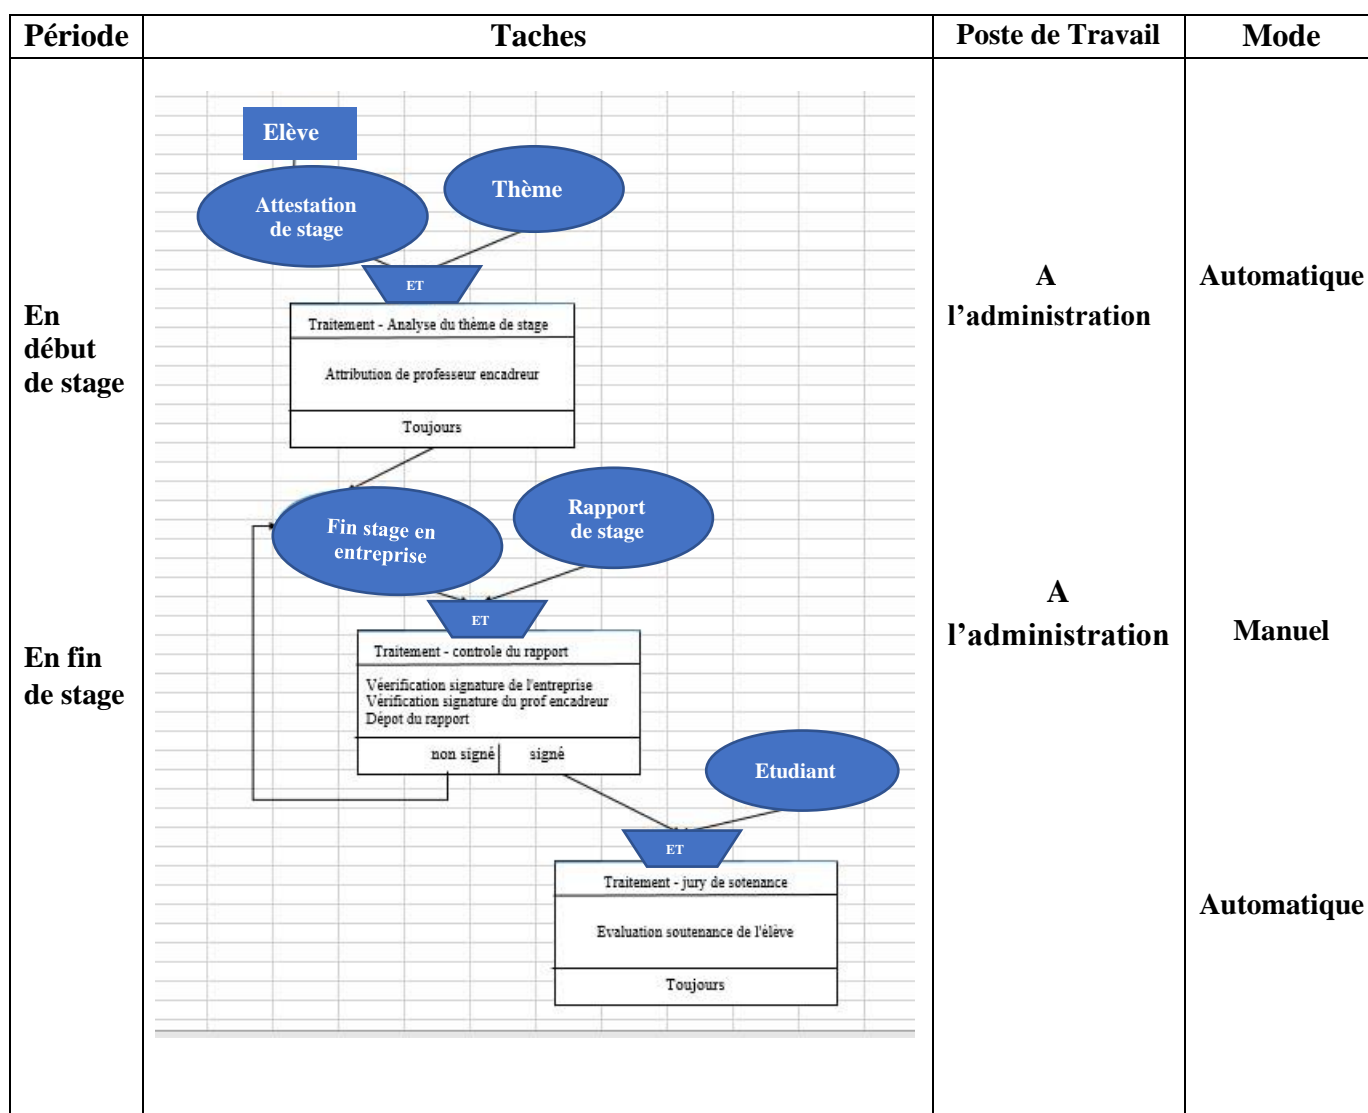 Période
Taches
Poste de Travail
Mode
Elève
Attestation
de stage
Thème
ET
Traitement - Analyse du thème de stage
Attribution de professeur encadreur
Toujours
En
début
de stage
A
l’administration
Automatique
Fin stage en
entreprise
Rapport
de stage
ET
Traitement - controle du rapport
Véerification signature de l'entreprise
Vérification signature du prof encadreur
Dépot du rapport
non signé
signé
En fin
de stage
A
l’administration
Manuel
Etudiant
ET
Traitement - jury de sotenance
Evaluation soutenance de l'élève
Toujours
Automatique